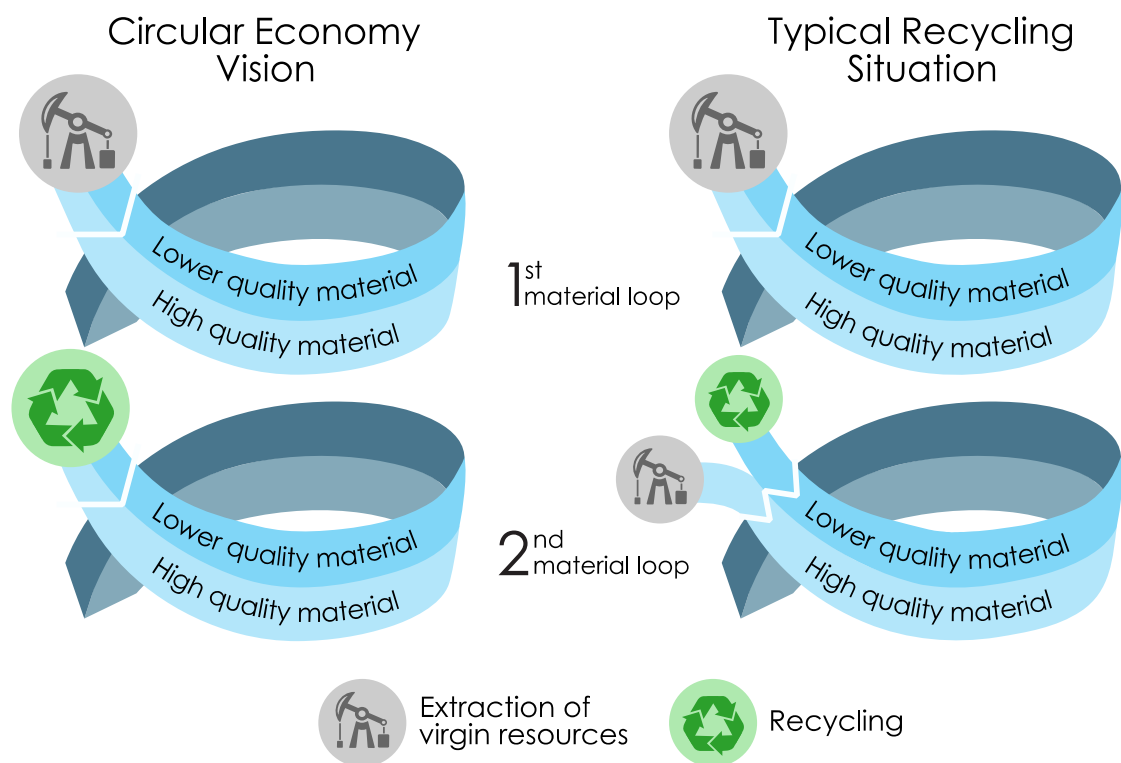 Circular Economy
Vision
Typical Recycling
Situation
Lower quality material
High quality material
1st
material loop
Lower quality material
High quality material
Lower quality material
High quality material
2nd
material loop
Lower quality material
High quality material
Extraction of
virgin resources
Recycling